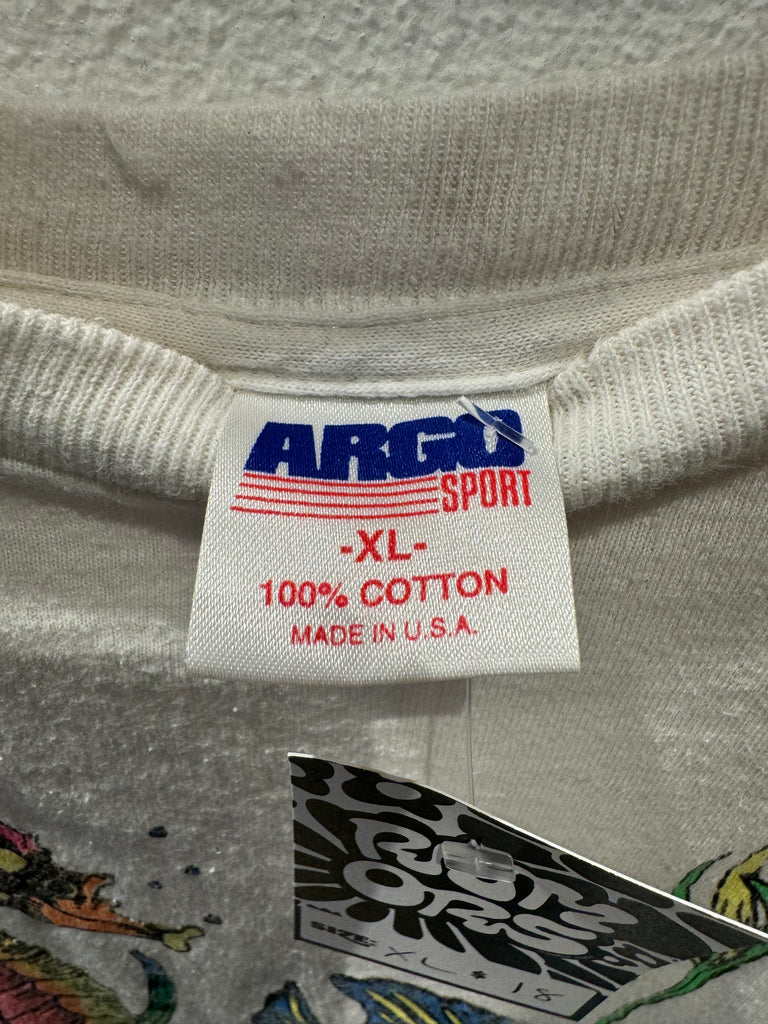 ARGO
SPORT
-XL-
100% COTTON
MADE IN U.S.A.
SIZE: XL $ 18